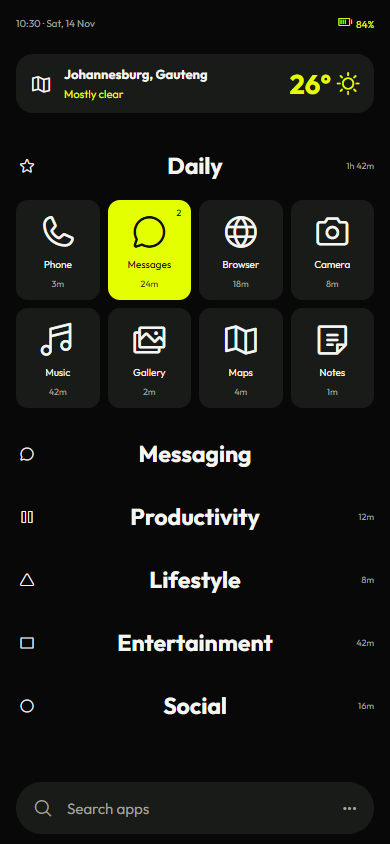 10:30 · Sat, 14 Nov
84%
Johannesburg, Gauteng
Mostly clear
26°
Daily
1h 42m
2
Phone
3m
Messages
24m
Browser
18m
Camera
8m
Music
42m
Gallery
2m
Maps
4m
Notes
1m
Messaging
Productivity
12m
Lifestyle
8m
Entertainment
42m
Social
16m
Search apps